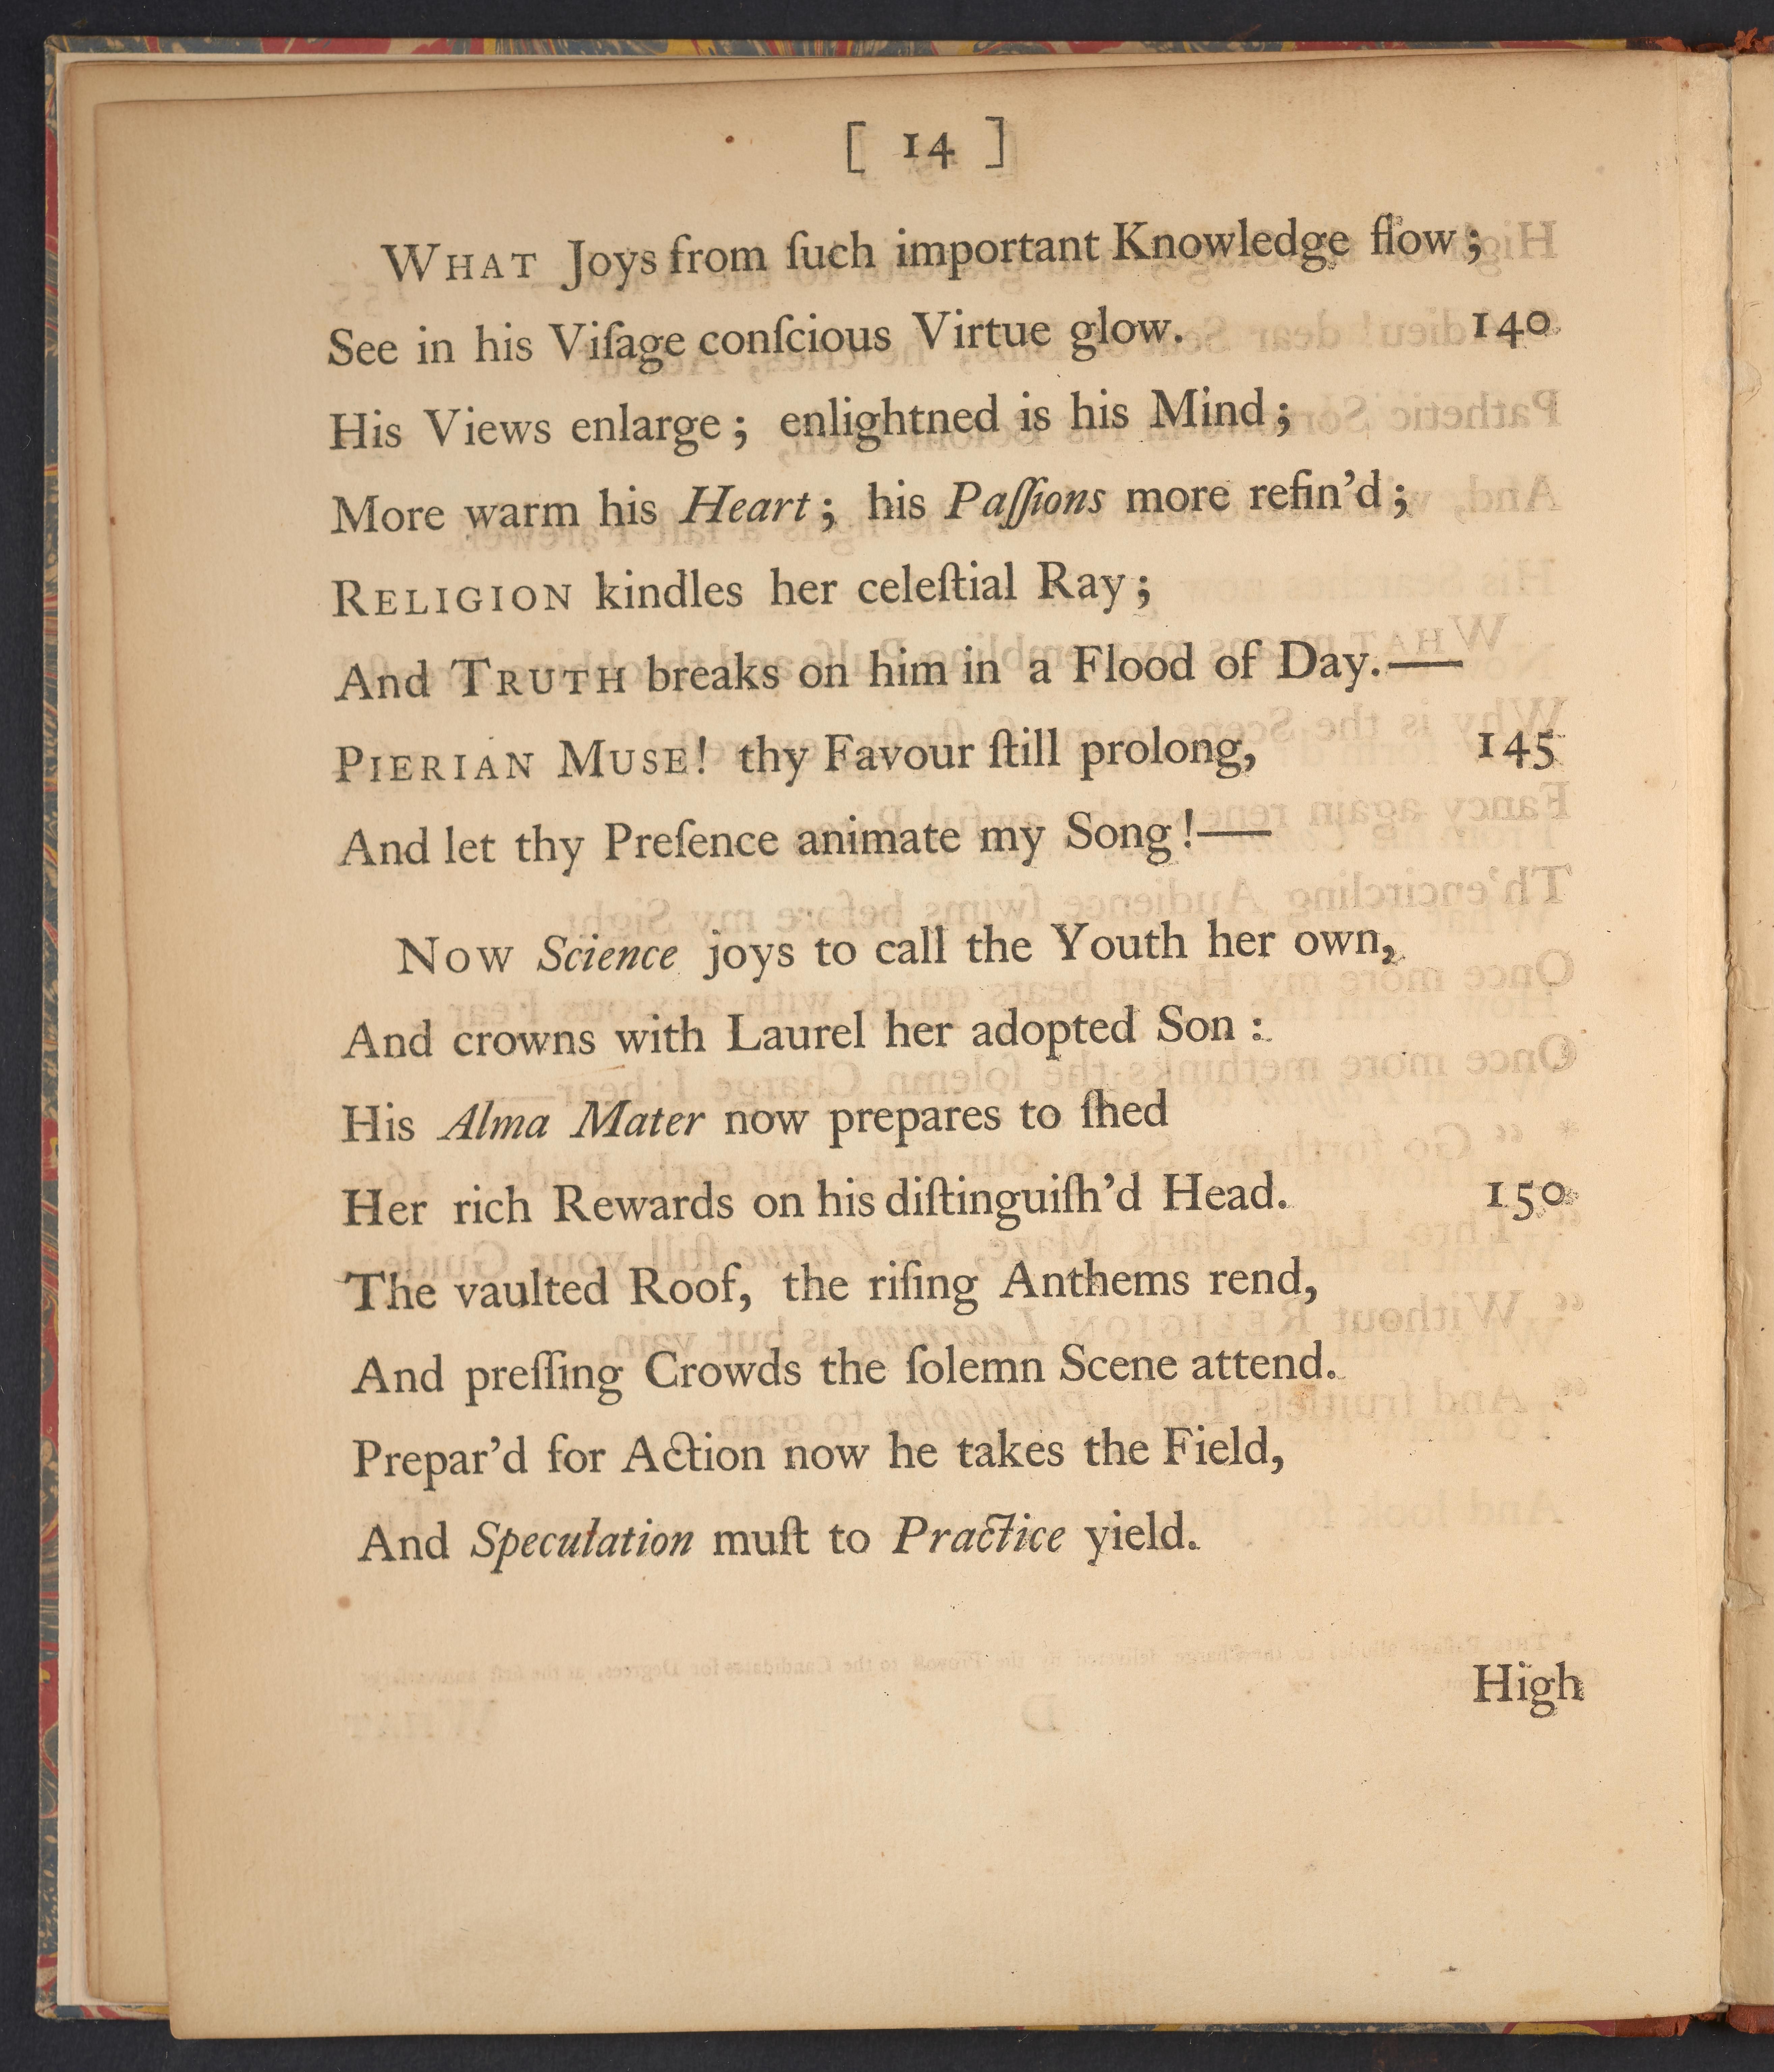 [ 14 ]
WHAT Joys from ſuch important Knowledge flow;
See in his Viſage conſcious Virtue glow. 140
His Views enlarge; enlightned is his Mind;
More warm his Heart; his Paſſions more refin'd;
RELIGION kindles her celeſtial Ray;
And TRUTH breaks on him in a Flood of Day.—
PIERIAN MUSE! thy Favour ſtill prolong, 145
And let thy Preſence animate my Song!—
NOW Science joys to call the Youth her own,
And crowns with Laurel her adopted Son:
His Alma Mater now prepares to ſhed
Her rich Rewards on his diſtinguiſh'd Head. 150
The vaulted Roof, the riſing Anthems rend,
And preſſing Crowds the ſolemn Scene attend.
Prepar'd for Action now he takes the Field,
And Speculation muſt to Practice yield.
High